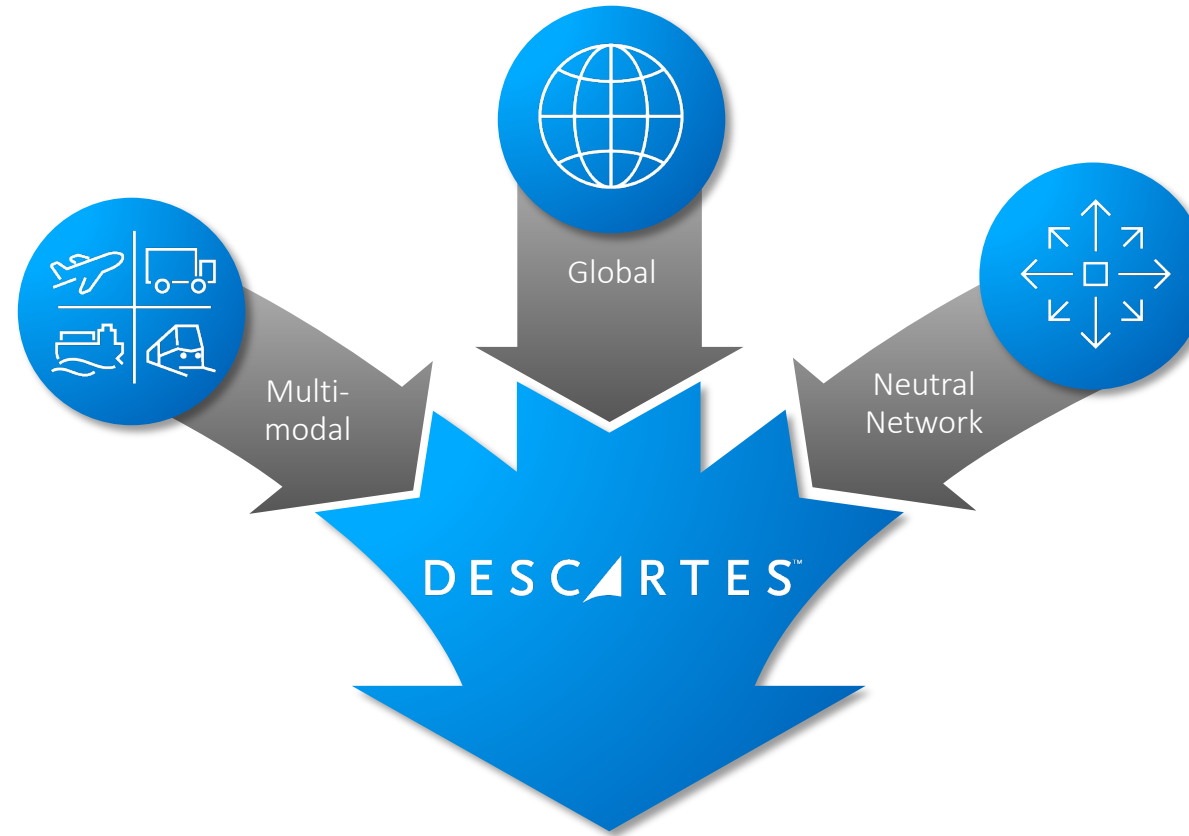 Global
Multi-
modal
Neutral
Network
DESCARTES™